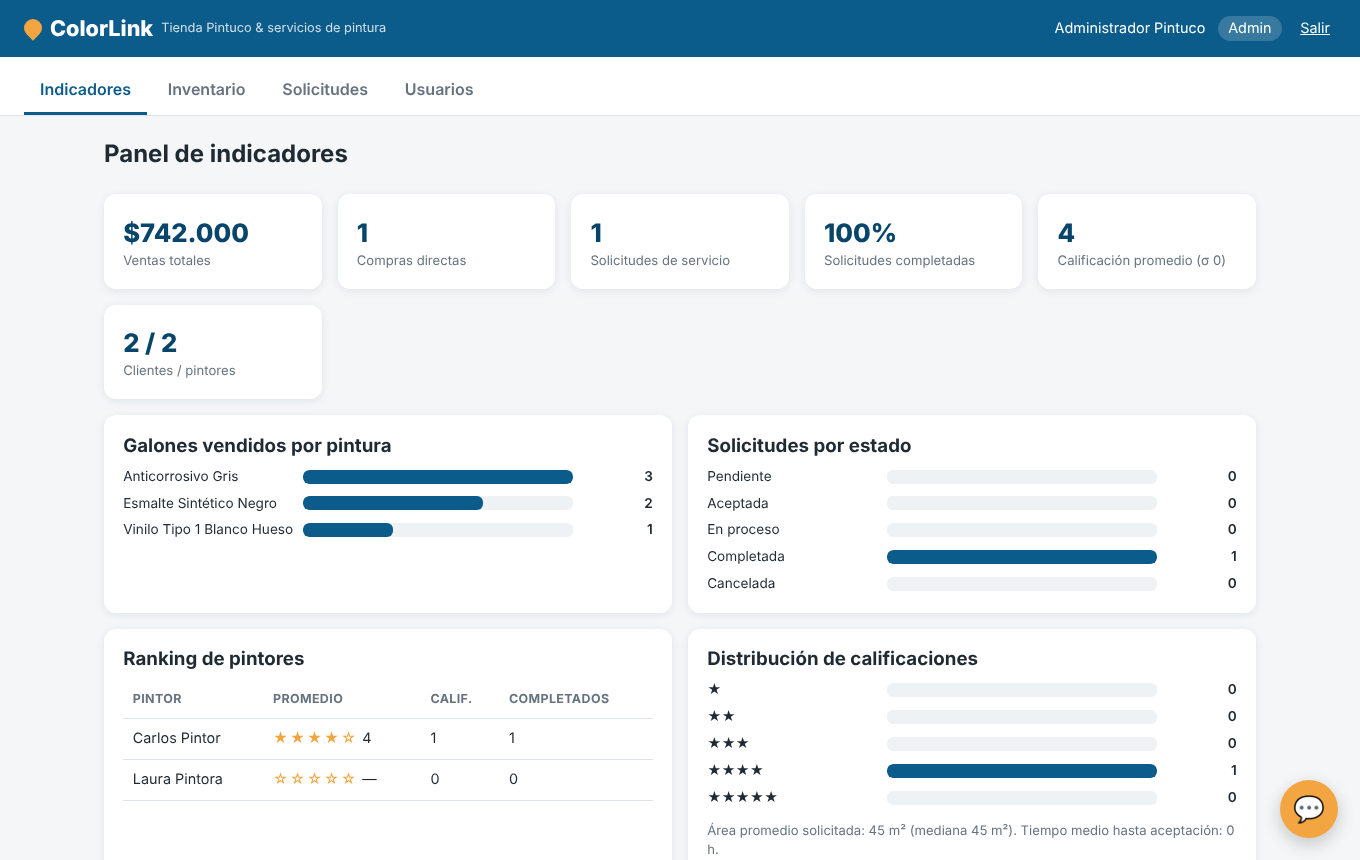 ColorLink Tienda Pintuco & servicios de pintura
Administrador Pintuco Admin Salir
Indicadores Inventario Solicitudes Usuarios
Panel de indicadores
$742.000
Ventas totales
1
Compras directas
1
Solicitudes de servicio
100%
Solicitudes completadas
4
Calificación promedio (σ 0)
2 / 2
Clientes / pintores
Galones vendidos por pintura
Anticorrosivo Gris 3
Esmalte Sintético Negro 2
Vinilo Tipo 1 Blanco Hueso 1
Solicitudes por estado
Pendiente 0
Aceptada 0
En proceso 0
Completada 1
Cancelada 0
Ranking de pintores
PINTOR PROMEDIO CALIF. COMPLETADOS
Carlos Pintor ★★★★☆ 4 1 1
Laura Pintora ☆☆☆☆☆ — 0 0
Distribución de calificaciones
★ 0
★★ 0
★★★ 0
★★★★ 1
★★★★★ 0
Área promedio solicitada: 45 m² (mediana 45 m²). Tiempo medio hasta aceptación: 0
h.